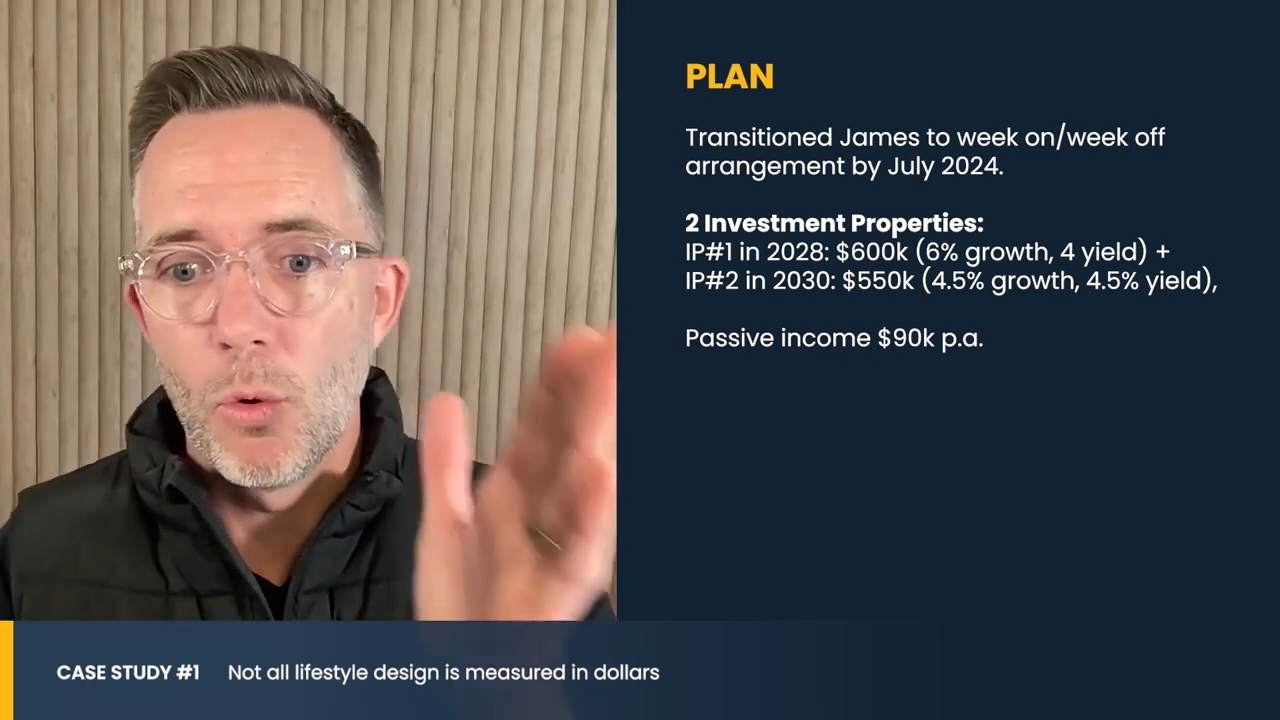 PLAN
Transitioned James to week on/week off
arrangement by July 2024.
2 Investment Properties:
IP#1 in 2028: $600k (6% growth, 4 yield) +
IP#2 in 2030: $550k (4.5% growth, 4.5% yield),
Passive income $90k p.a.
CASE STUDY #1 Not all lifestyle design is measured in dollars